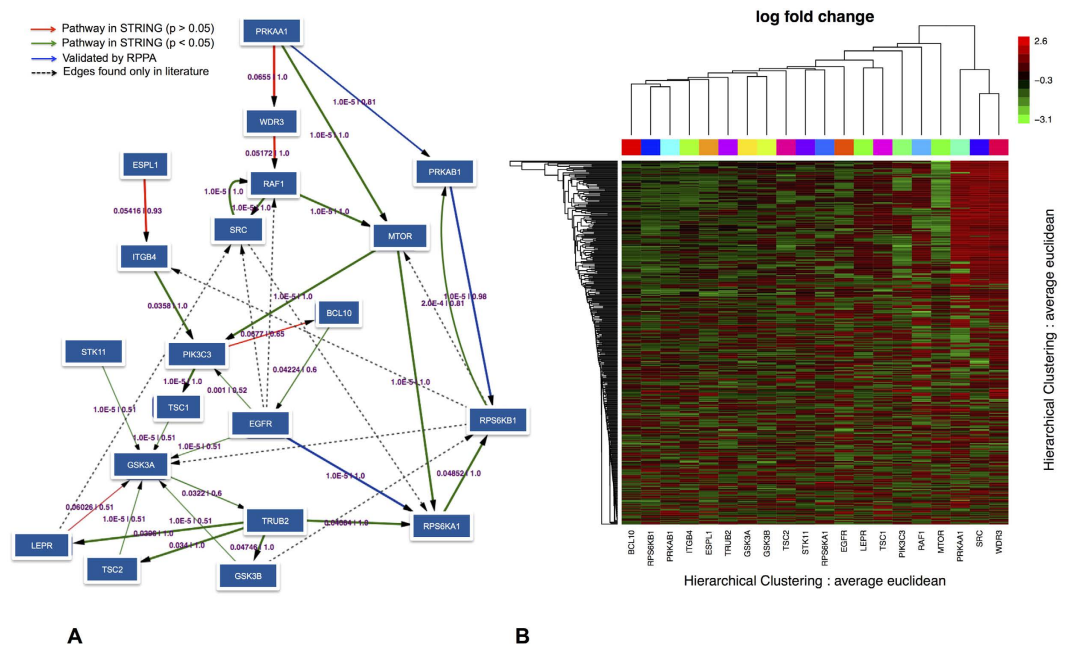 Pathway in STRING (p > 0.05)
Pathway in STRING (p < 0.05)
Validated by RPPA
Edges found only in literature
PRKAA1
0.0655 | 1.0
1.0E-5 | 0.81
WDR3
1.0E-5 | 1.0
0.05172 | 1.0
ESPL1
PRKAB1
RAF1
1.0E-5 | 1.0
1.0E-5 | 1.0
1.0E-5 | 1.0
0.05416 | 0.93
SRC
MTOR
ITGB4
1.0E-5 | 1.0
1.0E-5 | 0.98
2.0E-4 | 0.81
0.0358 | 1.0
BCL10
0.0577 | 0.65
STK11
PIK3C3
0.04224 | 0.6
1.0E-5 | 1.0
1.0E-5 | 1.0
0.001 | 0.52
1.0E-5 | 0.51
TSC1
EGFR
RPS6KB1
1.0E-5 | 0.51
1.0E-5 | 0.51
GSK3A
0.04852 | 1.0
1.0E-5 | 1.0
0.0322 | 0.6
0.06026 | 0.51
1.0E-5 | 0.51
1.0E-5 | 0.51
TRUB2
RPS6KA1
LEPR
0.034 | 1.0
0.04746 | 1.0
TSC2
GSK3B
A
log fold change
2.6
−0.3
−3.1
Hierarchical Clustering : average euclidean
BCL10
RPS6KB1
PRKAB1
ITGB4
ESPL1
TRUB2
GSK3A
GSK3B
TSC2
STK11
RPS6KA1
EGFR
LEPR
TSC1
PIK3C3
RAF1
MTOR
PRKAA1
SRC
WDR3
Hierarchical Clustering : average euclidean
B